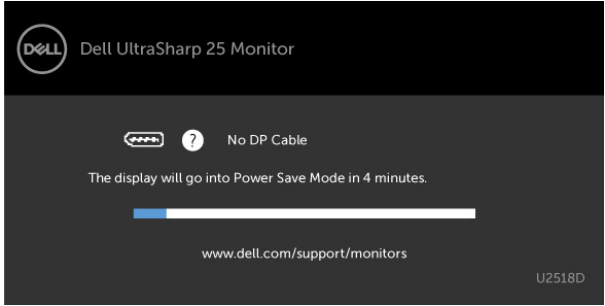 DELL
Dell UltraSharp 25 Monitor
? No DP Cable
The display will go into Power Save Mode in 4 minutes.
www.dell.com/support/monitors
U2518D